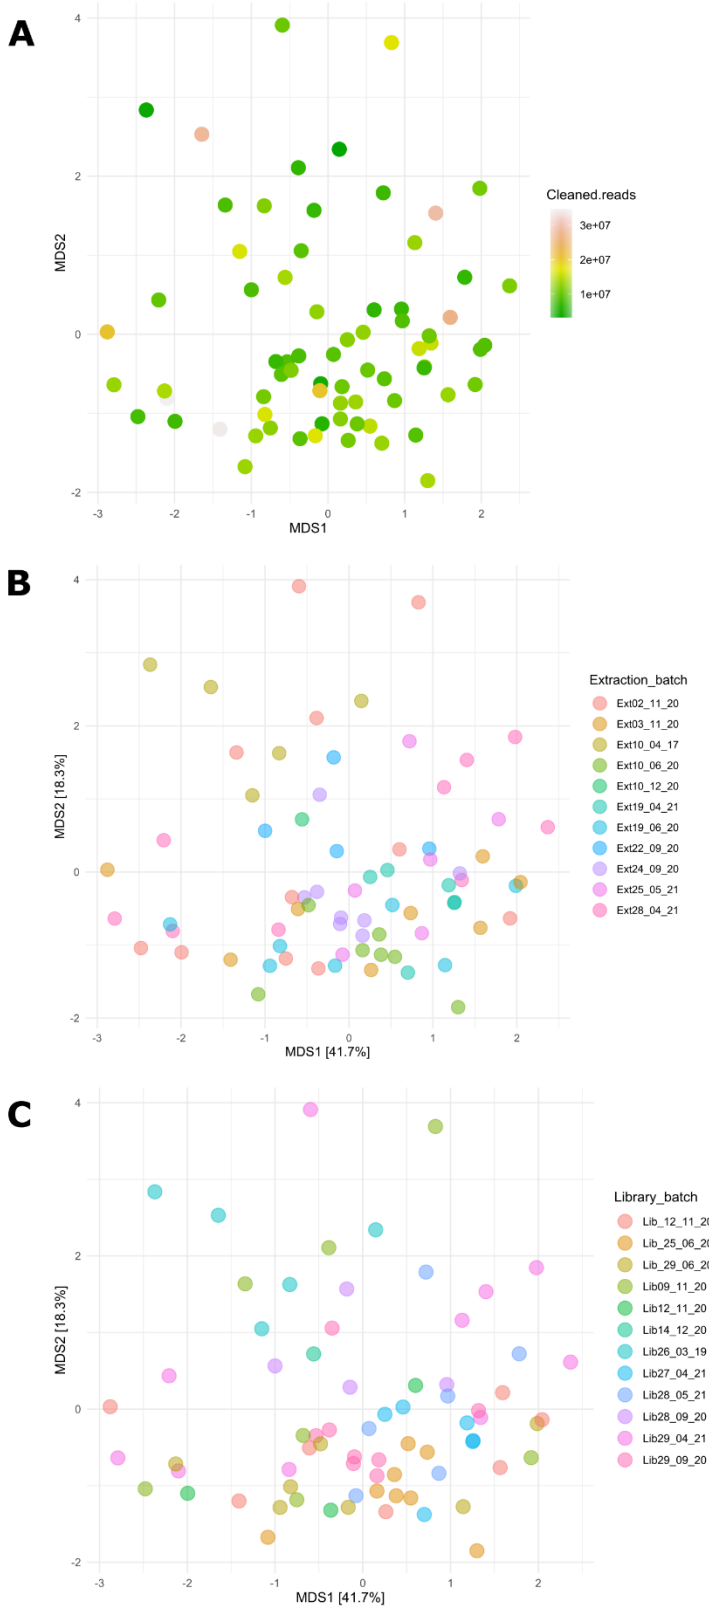 A
4
2
0
-2
MDS2
-3
-2
-1
0
1
2
MDS1
Cleaned.reads
3e+07
2e+07
1e+07
B
4
2
0
-2
MDS2 [18.3%]
-3
-2
-1
0
1
2
MDS1 [41.7%]
Extraction_batch
Ext02_11_20
Ext03_11_20
Ext10_04_17
Ext10_06_20
Ext10_12_20
Ext19_04_21
Ext19_06_20
Ext22_09_20
Ext24_09_20
Ext25_05_21
Ext28_04_21
C
4
2
0
-2
MDS2 [18.3%]
-3
-2
-1
0
1
2
MDS1 [41.7%]
Library_batch
Lib_12_11_20
Lib_25_06_20
Lib_29_06_20
Lib09_11_20
Lib12_11_20
Lib14_12_20
Lib26_03_19
Lib27_04_21
Lib28_05_21
Lib28_09_20
Lib29_04_21
Lib29_09_20